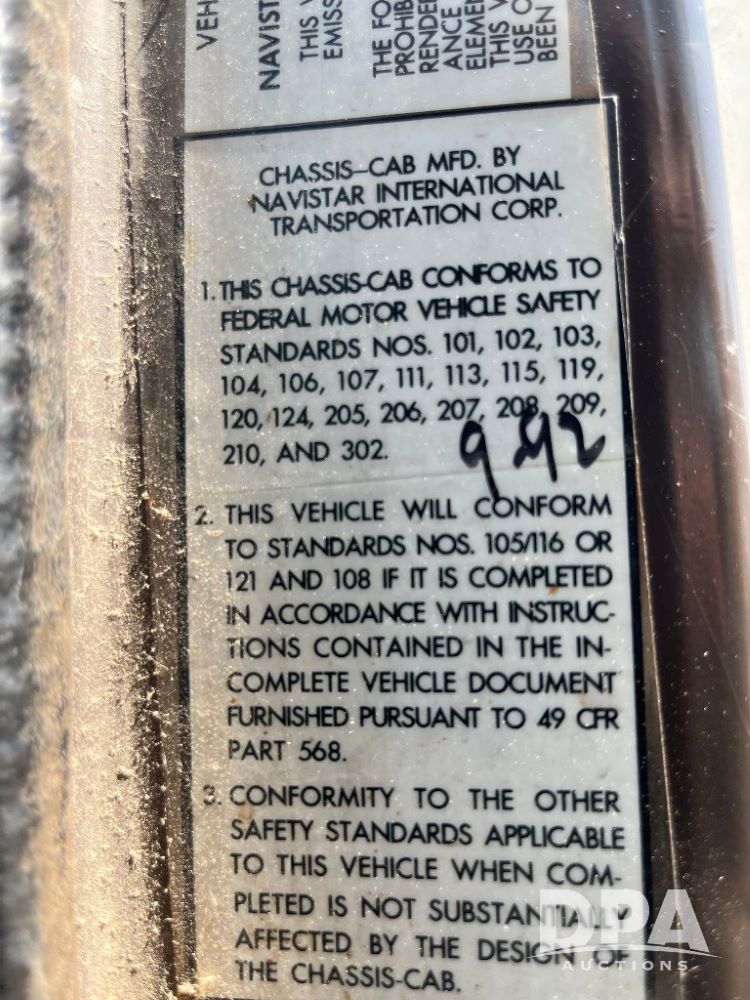 VEH
NAVIST
THIS V
EMISS
THE FO
PROHIB
RENDER
ANCE
ELEMEN
THIS V
USE O
BEEN
CHASSIS-CAB MFD. BY
NAVISTAR INTERNATIONAL
TRANSPORTATION CORP.
1. THIS CHASSIS-CAB CONFORMS TO
FEDERAL MOTOR VEHICLE SAFETY
STANDARDS NOS. 101, 102, 103,
104, 106, 107, 111, 113, 115, 119,
120, 124, 205, 206, 207, 208, 209,
210, AND 302.
9 92
2. THIS VEHICLE WILL CONFORM
TO STANDARDS NOS. 105/116 OR
121 AND 108 IF IT IS COMPLETED
IN ACCORDANCE WITH INSTRUC-
TIONS CONTAINED IN THE IN-
COMPLETE VEHICLE DOCUMENT
FURNISHED PURSUANT TO 49 CFR
PART 568.
3. CONFORMITY TO THE OTHER
SAFETY STANDARDS APPLICABLE
TO THIS VEHICLE WHEN COM-
PLETED IS NOT SUBSTANTIALLY
AFFECTED BY THE DESIGN OF
THE CHASSIS-CAB.
DPA
AUCTIONS